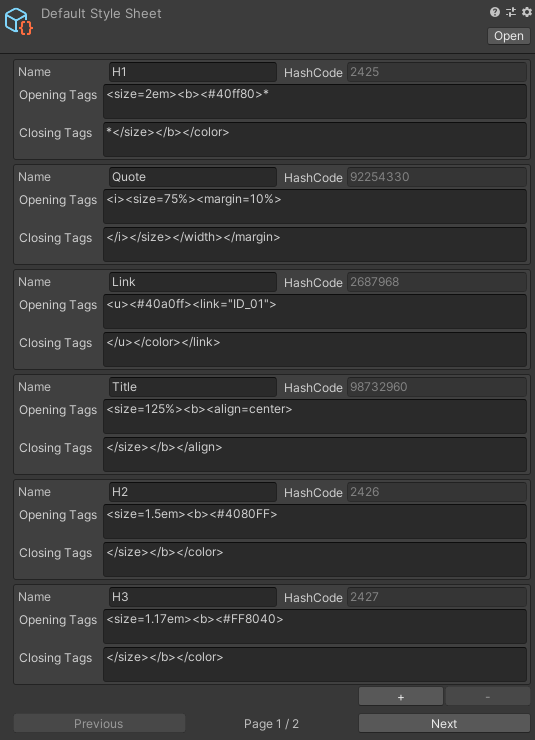 Default Style Sheet
Open
Name H1 HashCode 2425
Opening Tags <size=2em><b><#40ff80>*
Closing Tags *</size></b></color>
Name Quote HashCode 92254330
Opening Tags <i><size=75%><margin=10%>
Closing Tags </i></size></width></margin>
Name Link HashCode 2687968
Opening Tags <u><#40a0ff><link="ID_01">
Closing Tags </u></color></link>
Name Title HashCode 98732960
Opening Tags <size=125%><b><align=center>
Closing Tags </size></b></align>
Name H2 HashCode 2426
Opening Tags <size=1.5em><b><#4080FF>
Closing Tags </size></b></color>
Name H3 HashCode 2427
Opening Tags <size=1.17em><b><#FF8040>
Closing Tags </size></b></color>
+ -
Previous Page 1 / 2 Next